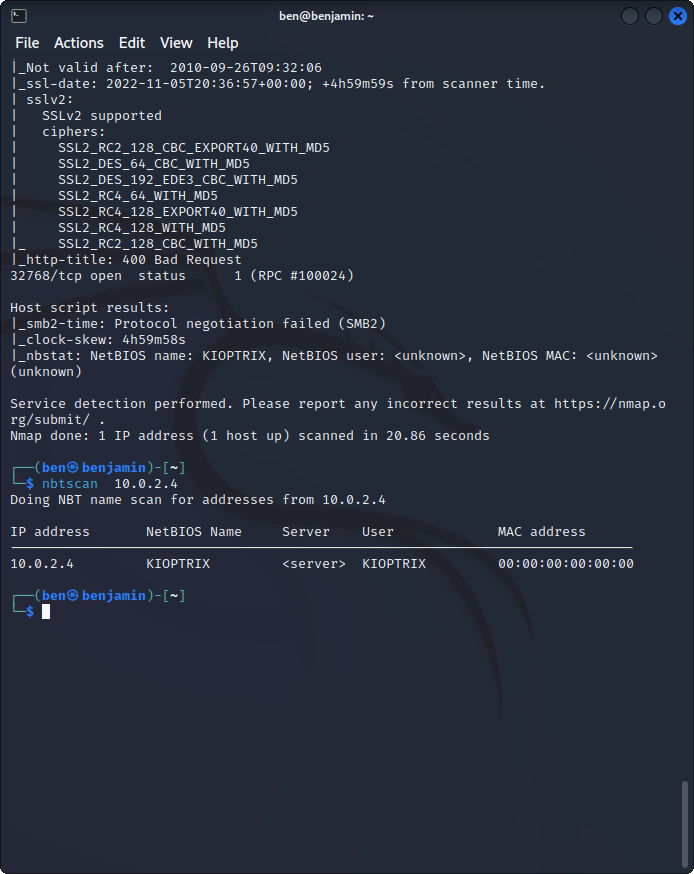 ben@benjamin: ~
File Actions Edit View Help
|_Not valid after:  2010-09-26T09:32:06
|_ssl-date: 2022-11-05T20:36:57+00:00; +4h59m59s from scanner time.
| sslv2:
|   SSLv2 supported
|   ciphers:
|     SSL2_RC2_128_CBC_EXPORT40_WITH_MD5
|     SSL2_DES_64_CBC_WITH_MD5
|     SSL2_DES_192_EDE3_CBC_WITH_MD5
|     SSL2_RC4_64_WITH_MD5
|     SSL2_RC4_128_EXPORT40_WITH_MD5
|     SSL2_RC4_128_WITH_MD5
|_    SSL2_RC2_128_CBC_WITH_MD5
|_http-title: 400 Bad Request
32768/tcp open  status      1 (RPC #100024)
Host script results:
|_smb2-time: Protocol negotiation failed (SMB2)
|_clock-skew: 4h59m58s
|_nbstat: NetBIOS name: KIOPTRIX, NetBIOS user: <unknown>, NetBIOS MAC: <unknown>
(unknown)
Service detection performed. Please report any incorrect results at https://nmap.o
rg/submit/ .
Nmap done: 1 IP address (1 host up) scanned in 20.86 seconds
┌──(ben㉿benjamin)-[~]
└─$ nbtscan  10.0.2.4
Doing NBT name scan for addresses from 10.0.2.4
IP address       NetBIOS Name     Server    User             MAC address
10.0.2.4         KIOPTRIX         <server>  KIOPTRIX         00:00:00:00:00:00
┌──(ben㉿benjamin)-[~]
└─$